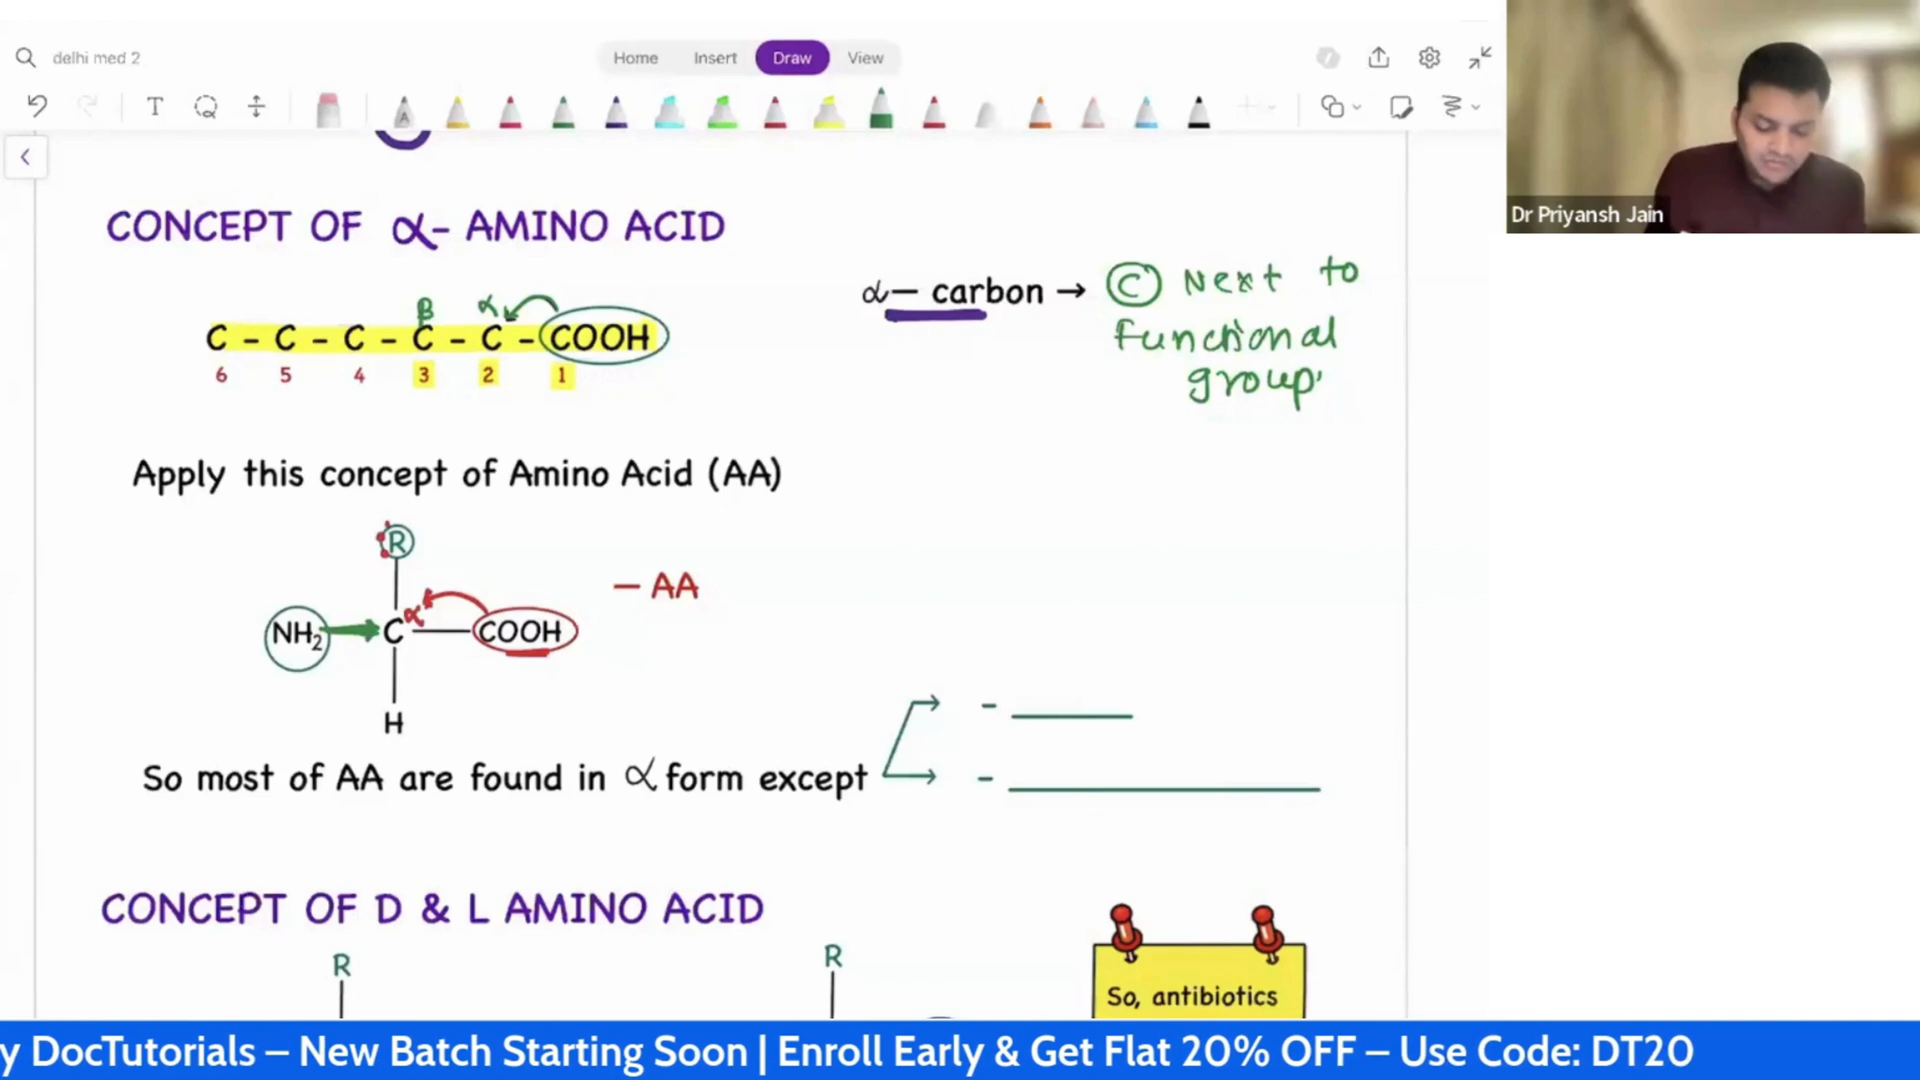 delhi med 2
Home Insert Draw View
T
A
Dr Priyansh Jain
CONCEPT OF α- AMINO ACID
α— carbon → C Next to
functional
group
β α
C - C - C - C - C - COOH
6 5 4 3 2 1
Apply this concept of Amino Acid (AA)
R
— AA
α
NH₂ C COOH
H
So most of AA are found in α form except
CONCEPT OF D & L AMINO ACID
R R
So, antibiotics
y DocTutorials – New Batch Starting Soon | Enroll Early & Get Flat 20% OFF – Use Code: DT20